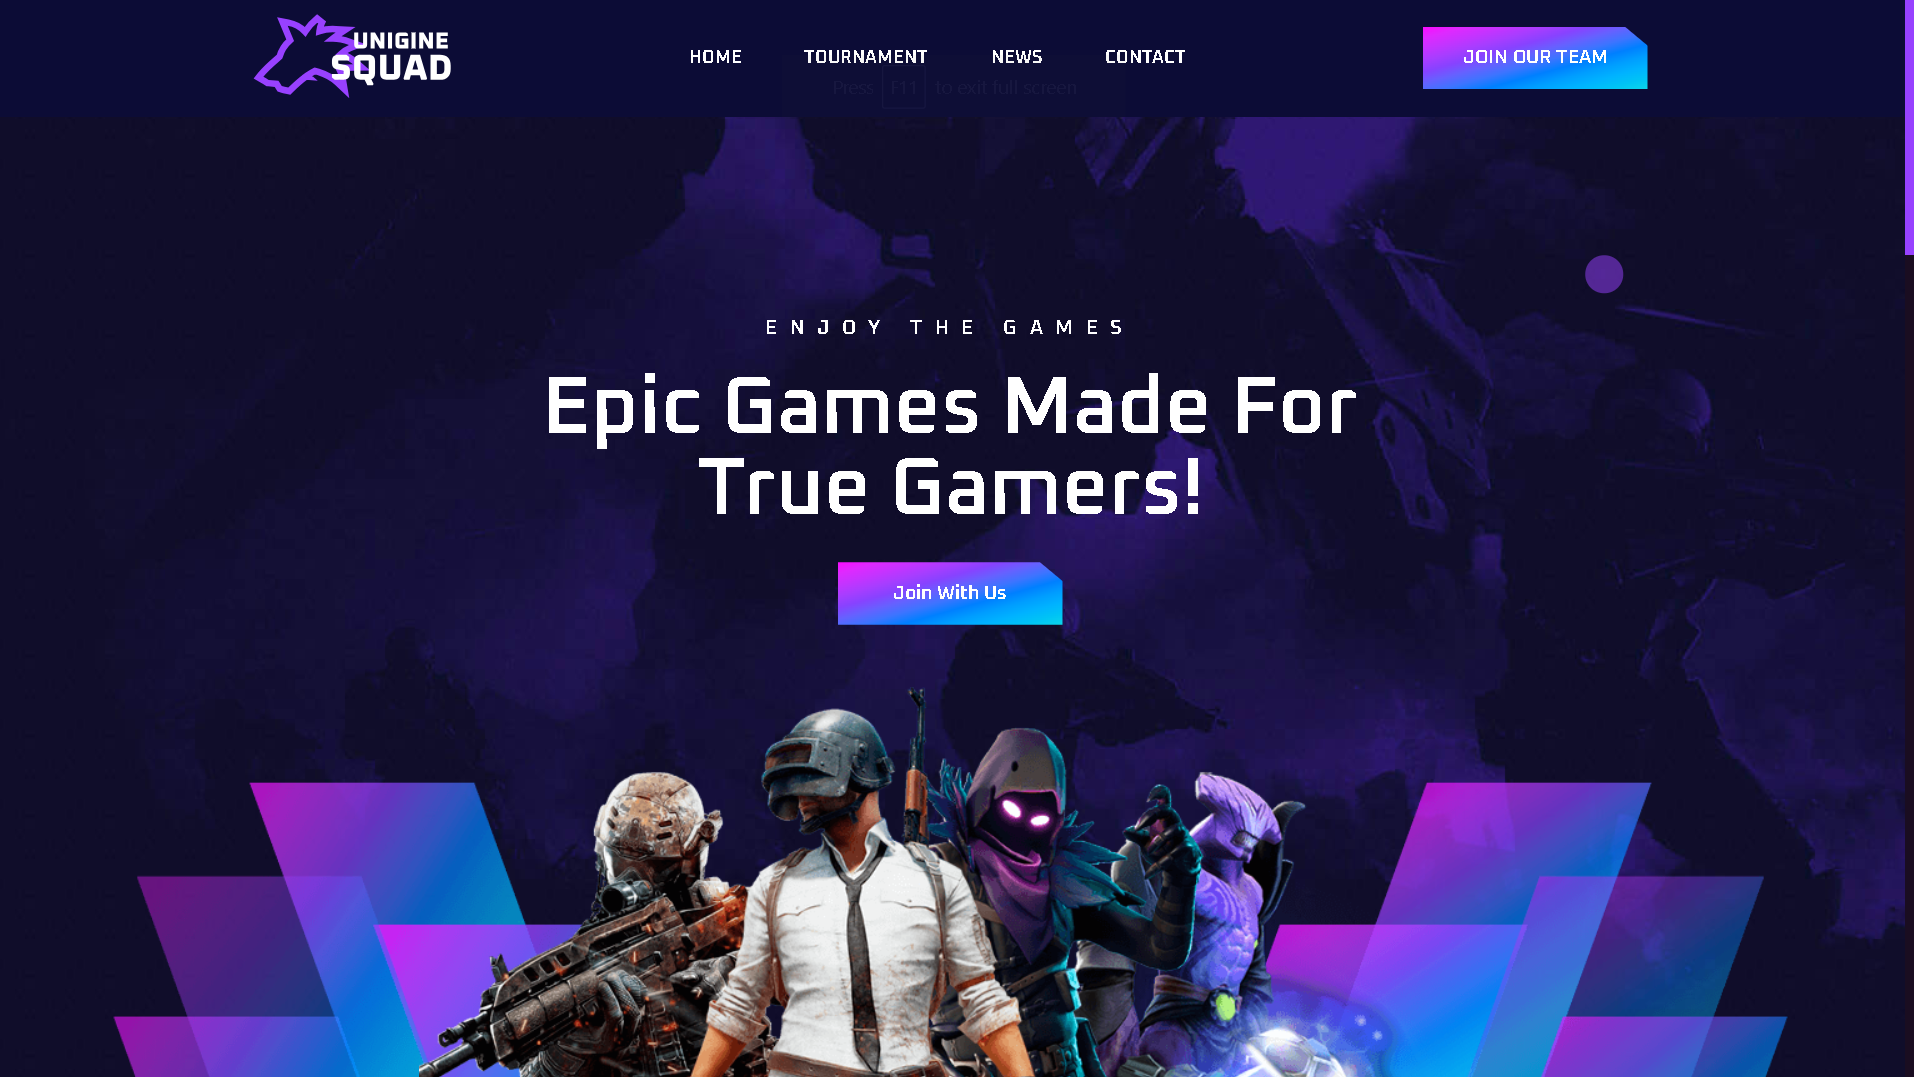 UNIGINE
SQUAD
HOME
TOURNAMENT
NEWS
CONTACT
JOIN OUR TEAM
Press F11 to exit full screen
ENJOY THE GAMES
Epic Games Made For
True Gamers!
Join With Us